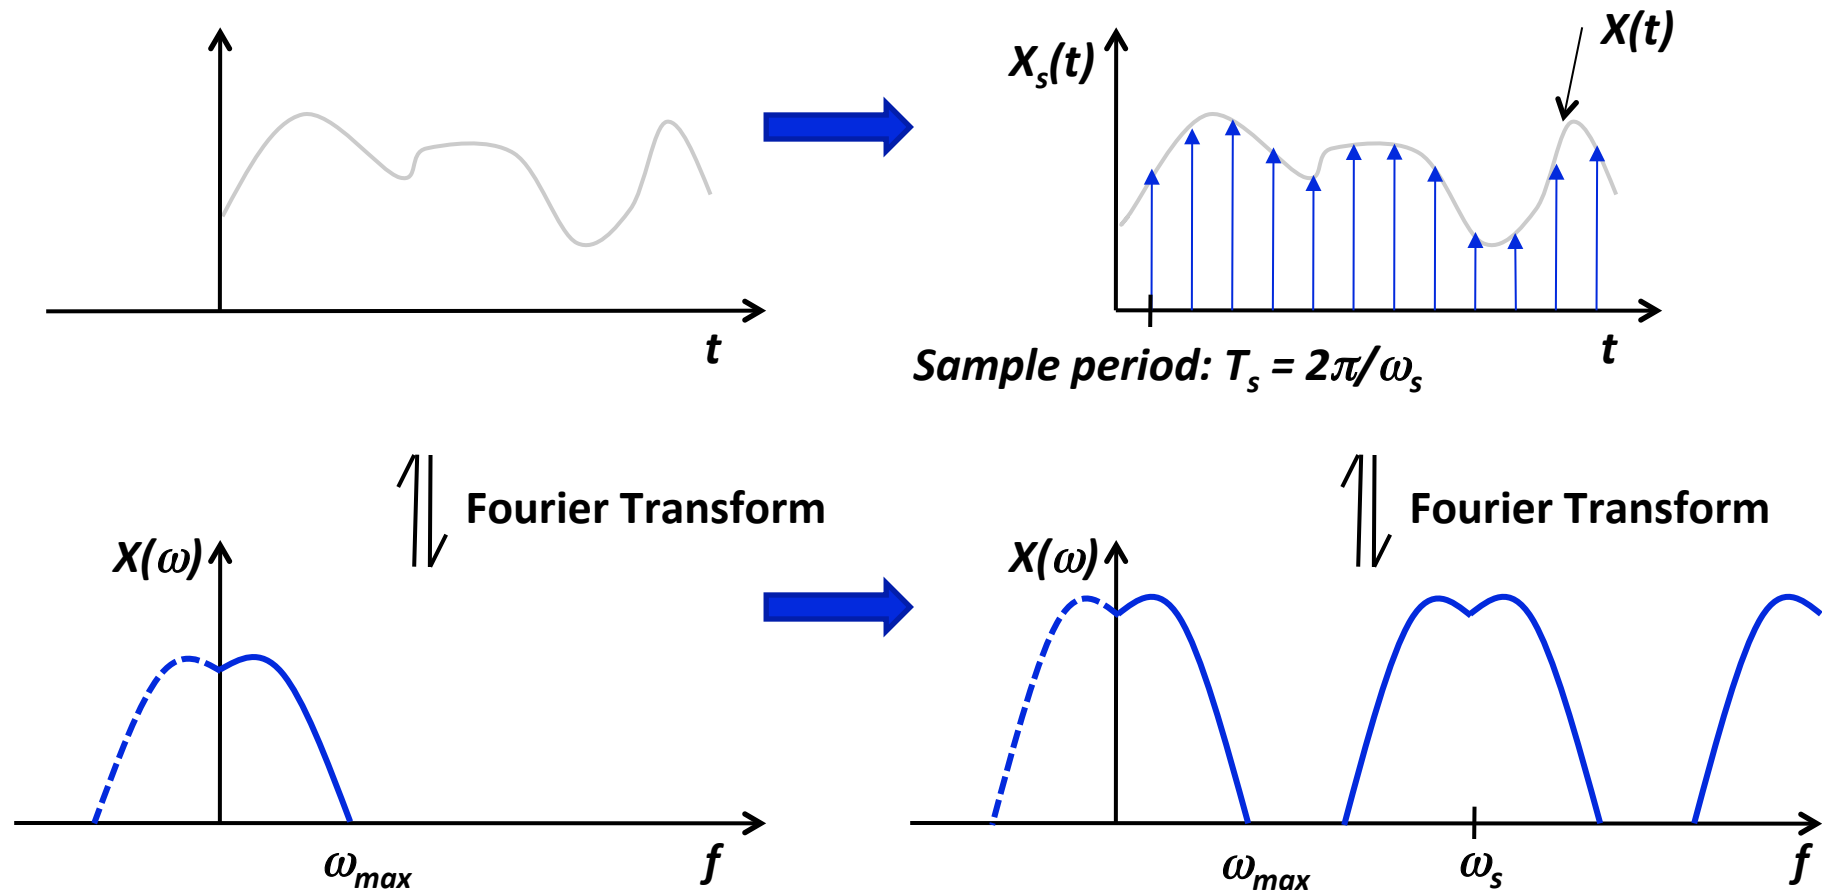 X(t)
Xs(t)
t
t
Sample period: Ts = 2π/ωs
Fourier Transform
Fourier Transform
X(ω)
X(ω)
ωmax
f
ωmax
ωs
f